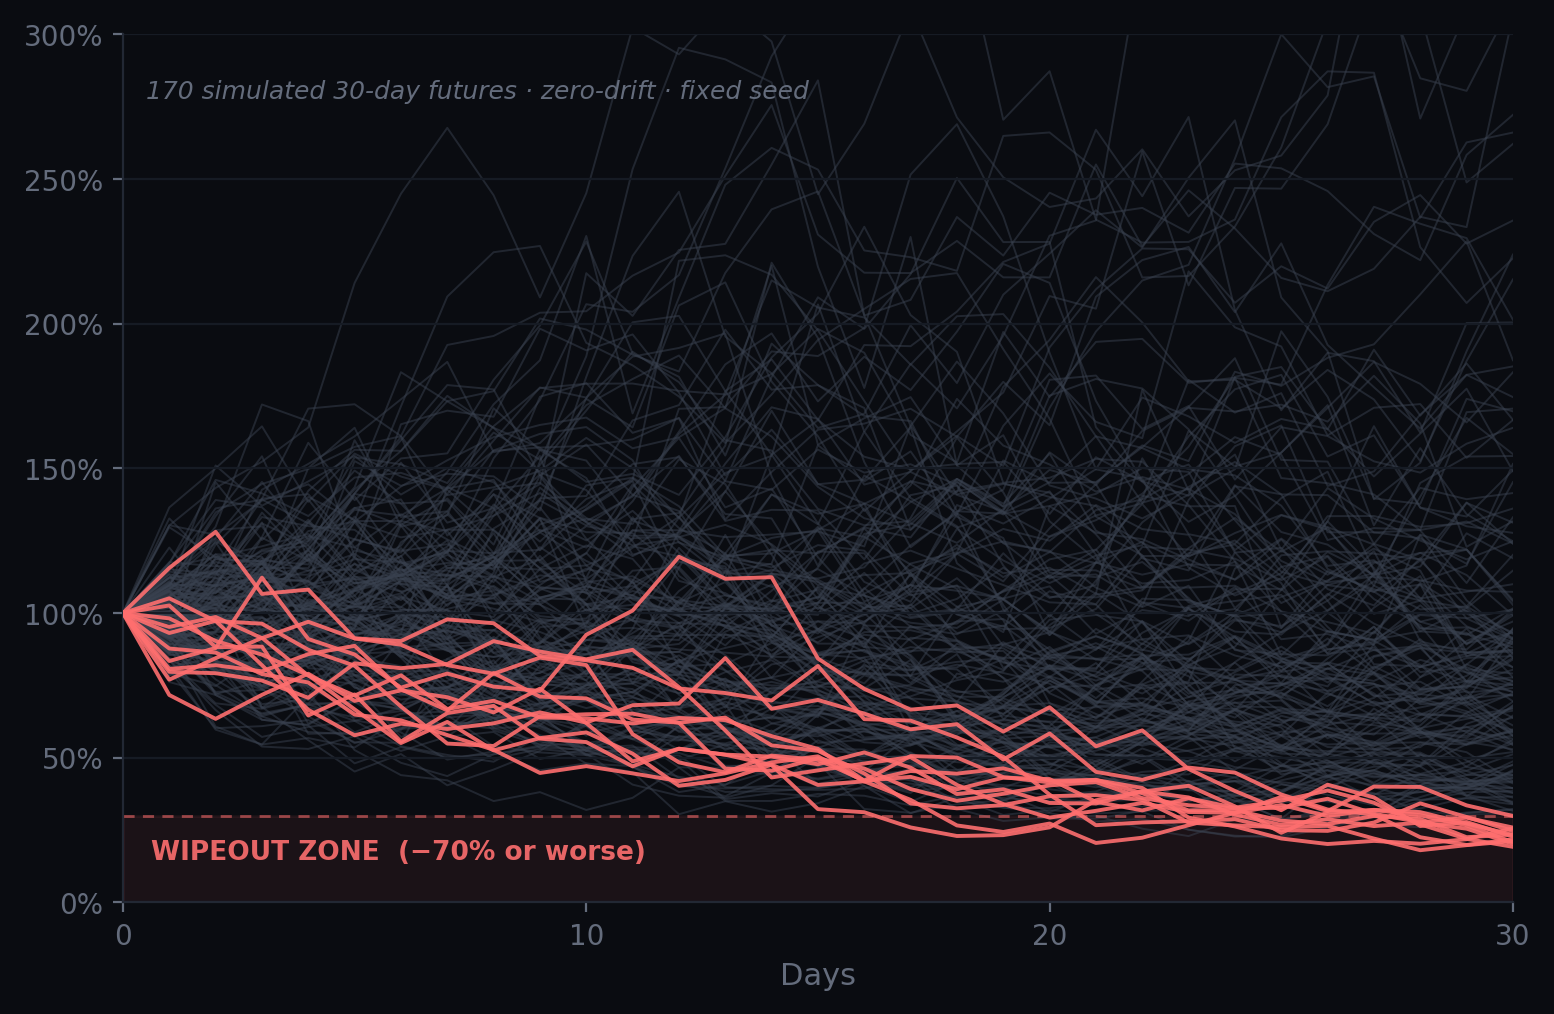 300%
170 simulated 30-day futures · zero-drift · fixed seed
250%
200%
150%
100%
50%
WIPEOUT ZONE (−70% or worse)
0%
0 10 20 30
Days